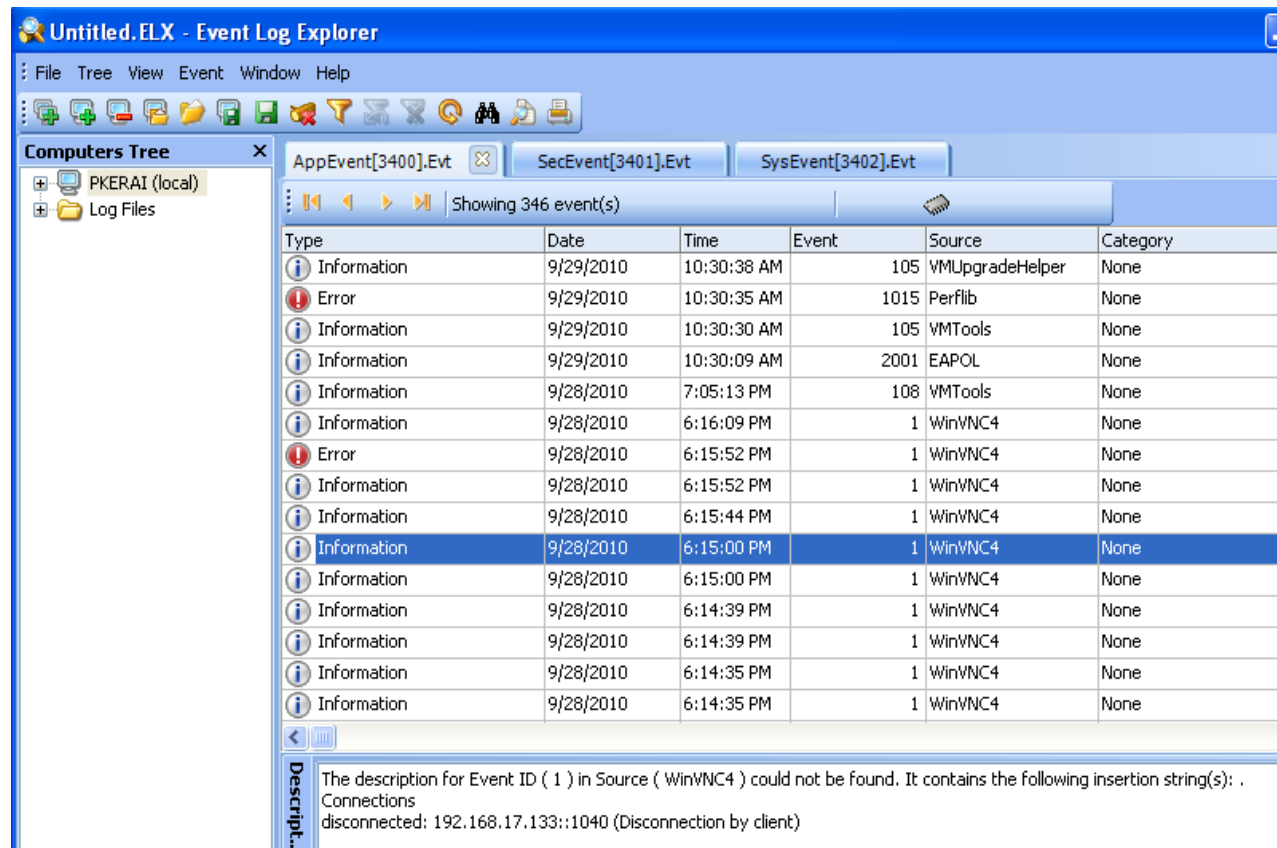 Untitled.ELX - Event Log Explorer
File Tree View Event Window Help
Computers Tree X
PKERAI (local)
Log Files
AppEvent[3400].Evt SecEvent[3401].Evt SysEvent[3402].Evt
Showing 346 event(s)
Type Date Time Event Source Category
Information 9/29/2010 10:30:38 AM 105 VMUpgradeHelper None
Error 9/29/2010 10:30:35 AM 1015 Perflib None
Information 9/29/2010 10:30:30 AM 105 VMTools None
Information 9/29/2010 10:30:09 AM 2001 EAPOL None
Information 9/28/2010 7:05:13 PM 108 VMTools None
Information 9/28/2010 6:16:09 PM 1 WinVNC4 None
Error 9/28/2010 6:15:52 PM 1 WinVNC4 None
Information 9/28/2010 6:15:52 PM 1 WinVNC4 None
Information 9/28/2010 6:15:44 PM 1 WinVNC4 None
Information 9/28/2010 6:15:00 PM 1 WinVNC4 None
Information 9/28/2010 6:15:00 PM 1 WinVNC4 None
Information 9/28/2010 6:14:39 PM 1 WinVNC4 None
Information 9/28/2010 6:14:39 PM 1 WinVNC4 None
Information 9/28/2010 6:14:35 PM 1 WinVNC4 None
Information 9/28/2010 6:14:35 PM 1 WinVNC4 None
Descript...
The description for Event ID ( 1 ) in Source ( WinVNC4 ) could not be found. It contains the following insertion string(s): .
Connections
disconnected: 192.168.17.133::1040 (Disconnection by client)